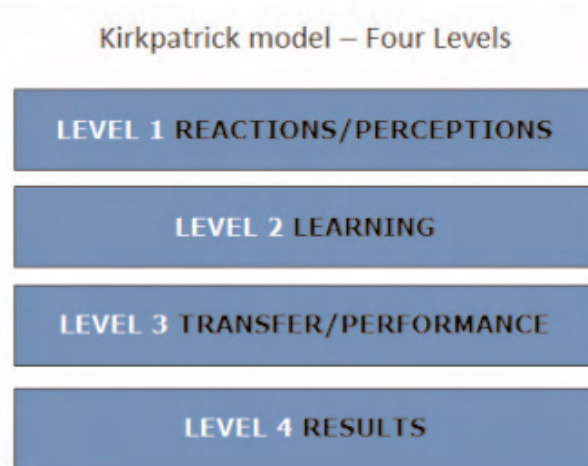 Kirkpatrick model – Four Levels
LEVEL 1 REACTIONS/PERCEPTIONS
LEVEL 2 LEARNING
LEVEL 3 TRANSFER/PERFORMANCE
LEVEL 4 RESULTS